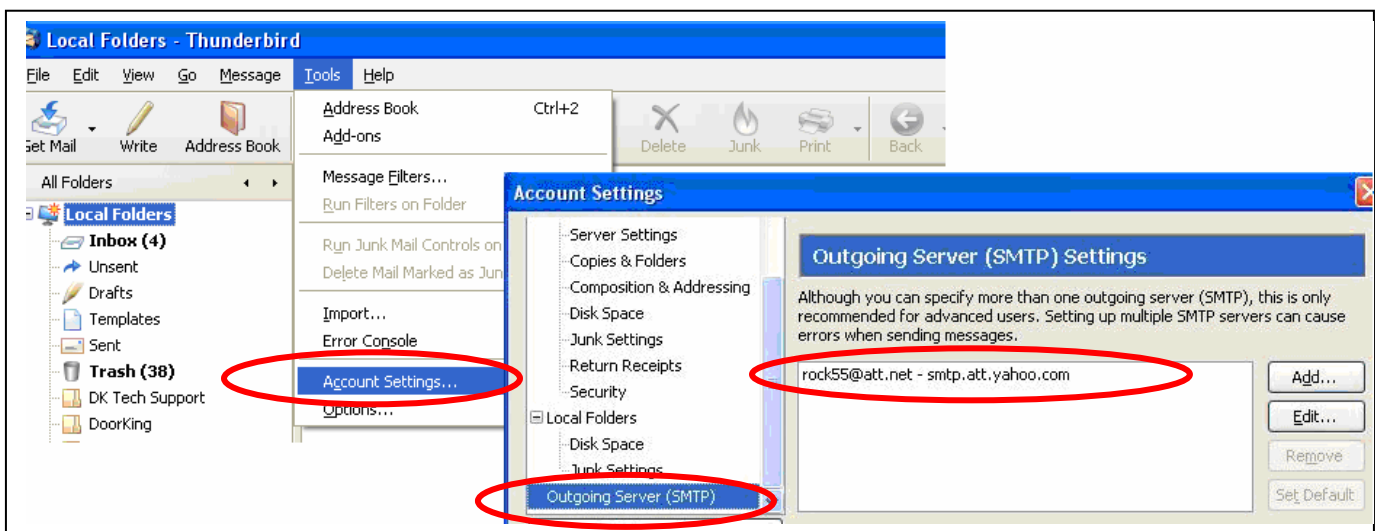 Local Folders - Thunderbird
File Edit View Go Message Tools Help
Get Mail Write Address Book Delete Junk Print Back
Address Book Ctrl+2
Add-ons
Message Filters...
Run Filters on Folder
Run Junk Mail Controls on
Delete Mail Marked as Jun
Import...
Error Console
Account Settings...
Options...
All Folders
Local Folders
Inbox (4)
Unsent
Drafts
Templates
Sent
Trash (38)
DK Tech Support
DoorKing
Account Settings
Server Settings
Copies & Folders
Composition & Addressing
Disk Space
Junk Settings
Return Receipts
Security
Local Folders
Disk Space
Junk Settings
Outgoing Server (SMTP)
Outgoing Server (SMTP) Settings
Although you can specify more than one outgoing server (SMTP), this is only
recommended for advanced users. Setting up multiple SMTP servers can cause
errors when sending messages.
rock55@att.net - smtp.att.yahoo.com
Add...
Edit...
Remove
Set Default